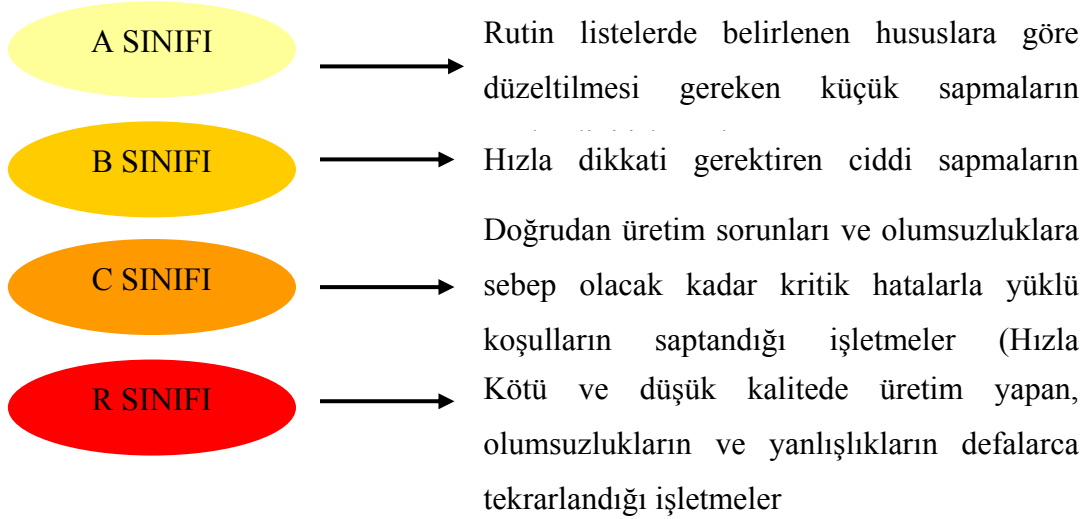 A SINIFI
Rutin listelerde belirlenen hususlara göre
düzeltilmesi gereken küçük sapmaların
B SINIFI
Hızla dikkati gerektiren ciddi sapmaların
C SINIFI
Doğrudan üretim sorunları ve olumsuzluklara
sebep olacak kadar kritik hatalarla yüklü
koşulların saptandığı işletmeler (Hızla
R SINIFI
Kötü ve düşük kalitede üretim yapan,
olumsuzlukların ve yanlışlıkların defalarca
tekrarlandığı işletmeler